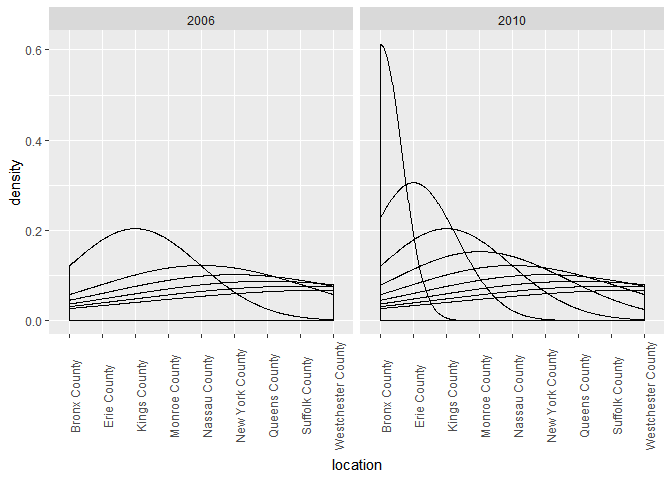 2006
2010
density
0.6
0.4
0.2
0.0
Bronx County
Erie County
Kings County
Monroe County
Nassau County
New York County
Queens County
Suffolk County
Westchester County
Bronx County
Erie County
Kings County
Monroe County
Nassau County
New York County
Queens County
Suffolk County
Westchester County
location